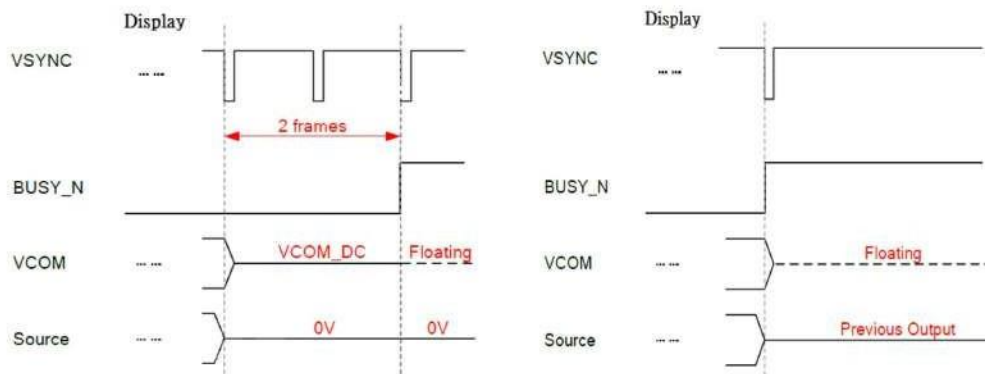 Display
VSYNC
... ...
2 frames
BUSY_N
VCOM
... ...
VCOM_DC
Floating
Source
... ...
0V
0V
Display
VSYNC
... ...
BUSY_N
VCOM
... ...
Floating
Source
... ...
Previous Output